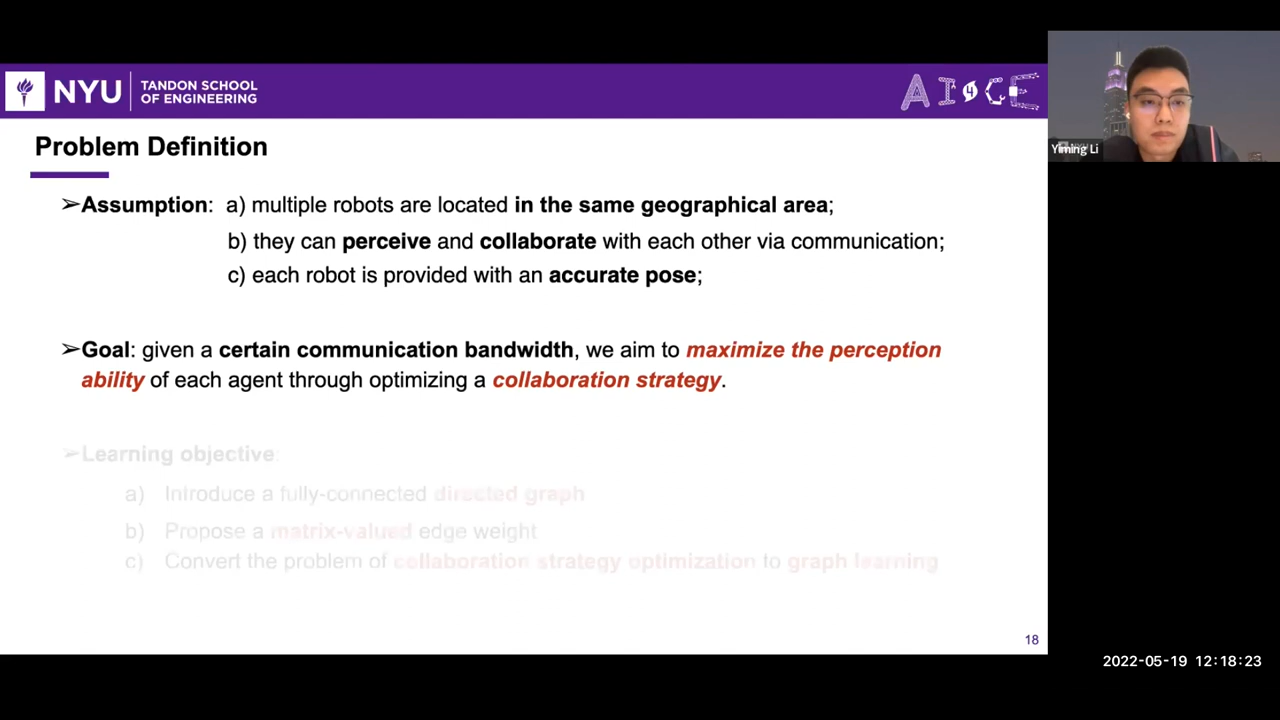 NYU
TANDON SCHOOL
OF ENGINEERING
AI4CE
Yiming Li
Problem Definition
➢Assumption: a) multiple robots are located in the same geographical area;
b) they can perceive and collaborate with each other via communication;
c) each robot is provided with an accurate pose;
➢Goal: given a certain communication bandwidth, we aim to maximize the perception
ability of each agent through optimizing a collaboration strategy.
➢Learning objective:
a) Introduce a fully-connected directed graph
b) Propose a matrix-valued edge weight
c) Convert the problem of collaboration strategy optimization to graph learning
18
2022-05-19 12:18:23